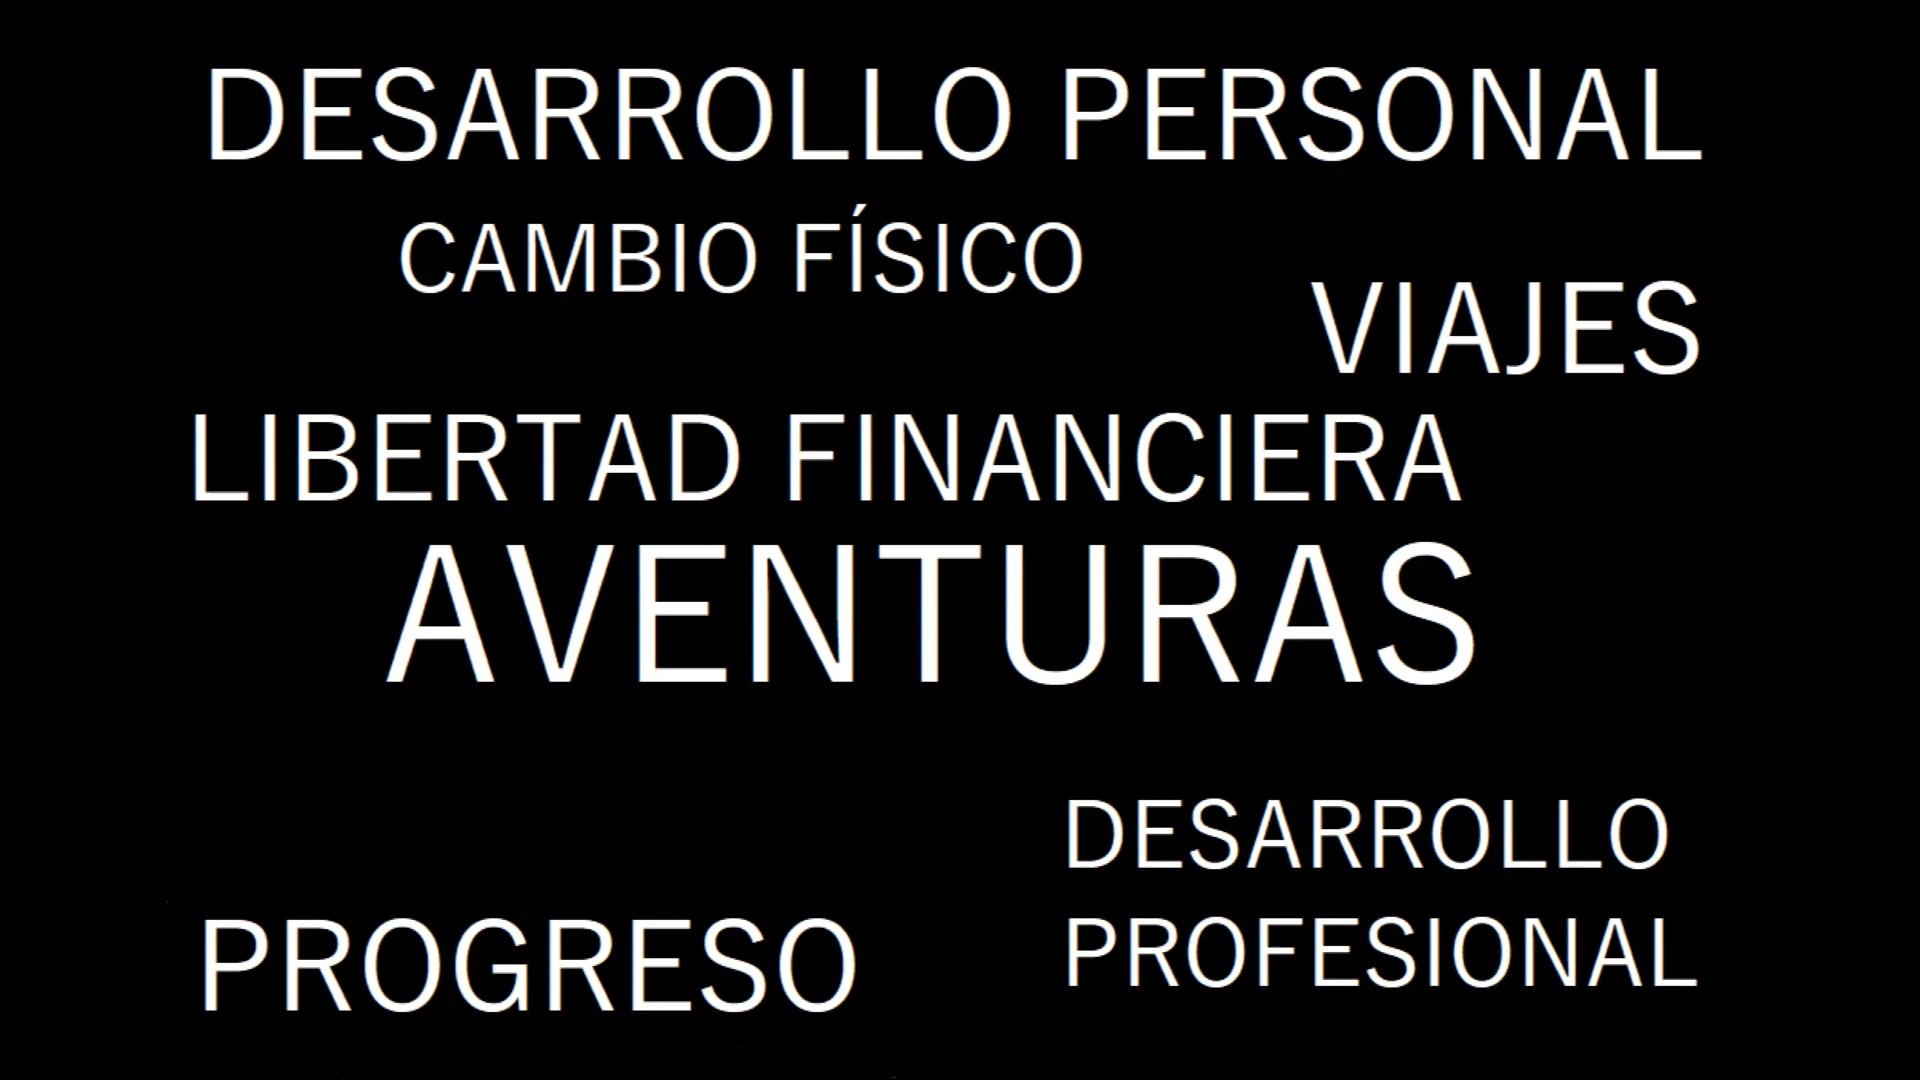 DESARROLLO PERSONAL
CAMBIO FÍSICO
VIAJES
LIBERTAD FINANCIERA
AVENTURAS
DESARROLLO
PROFESIONAL
PROGRESO